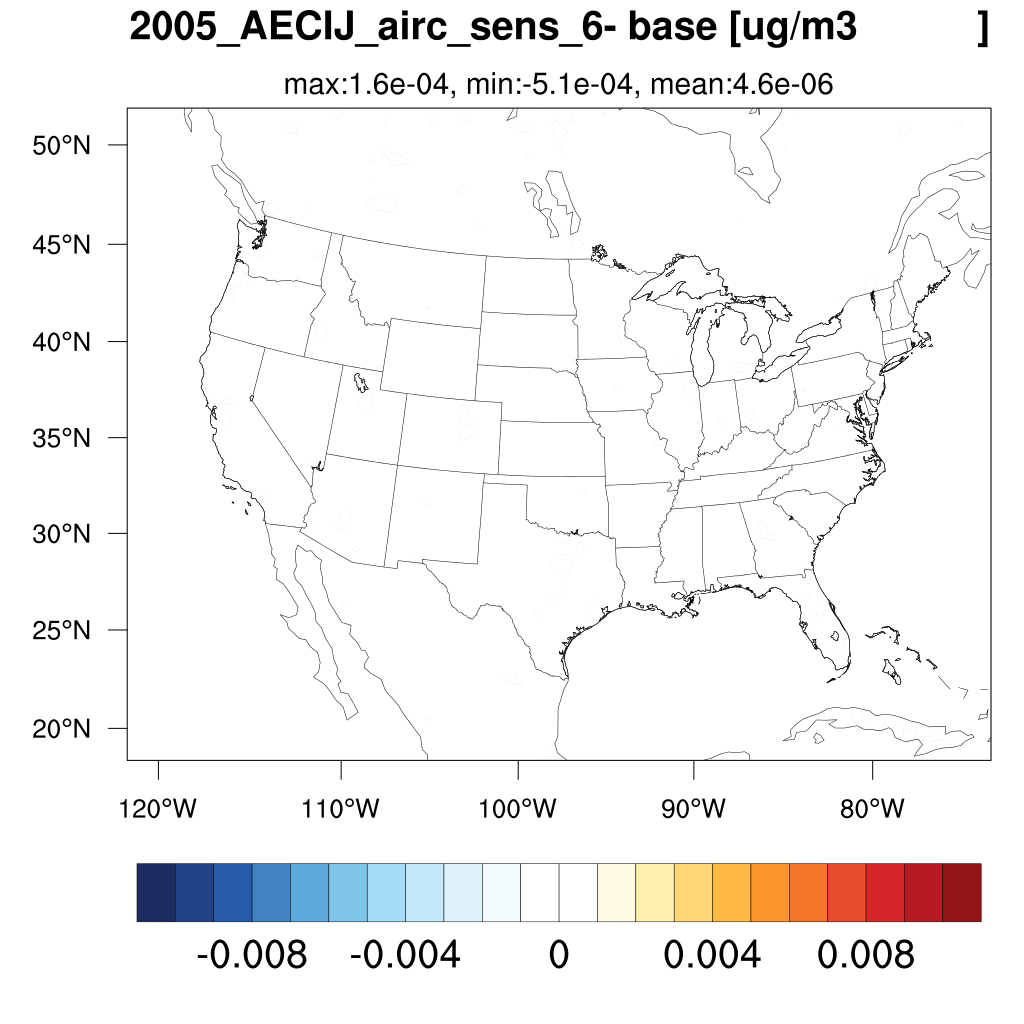 2005_AECIJ_airc_sens_6- base [ug/m3 ]
max:1.6e-04, min:-5.1e-04, mean:4.6e-06
50°N
45°N
40°N
35°N
30°N
25°N
20°N
120°W 110°W 100°W 90°W 80°W
-0.008 -0.004 0 0.004 0.008